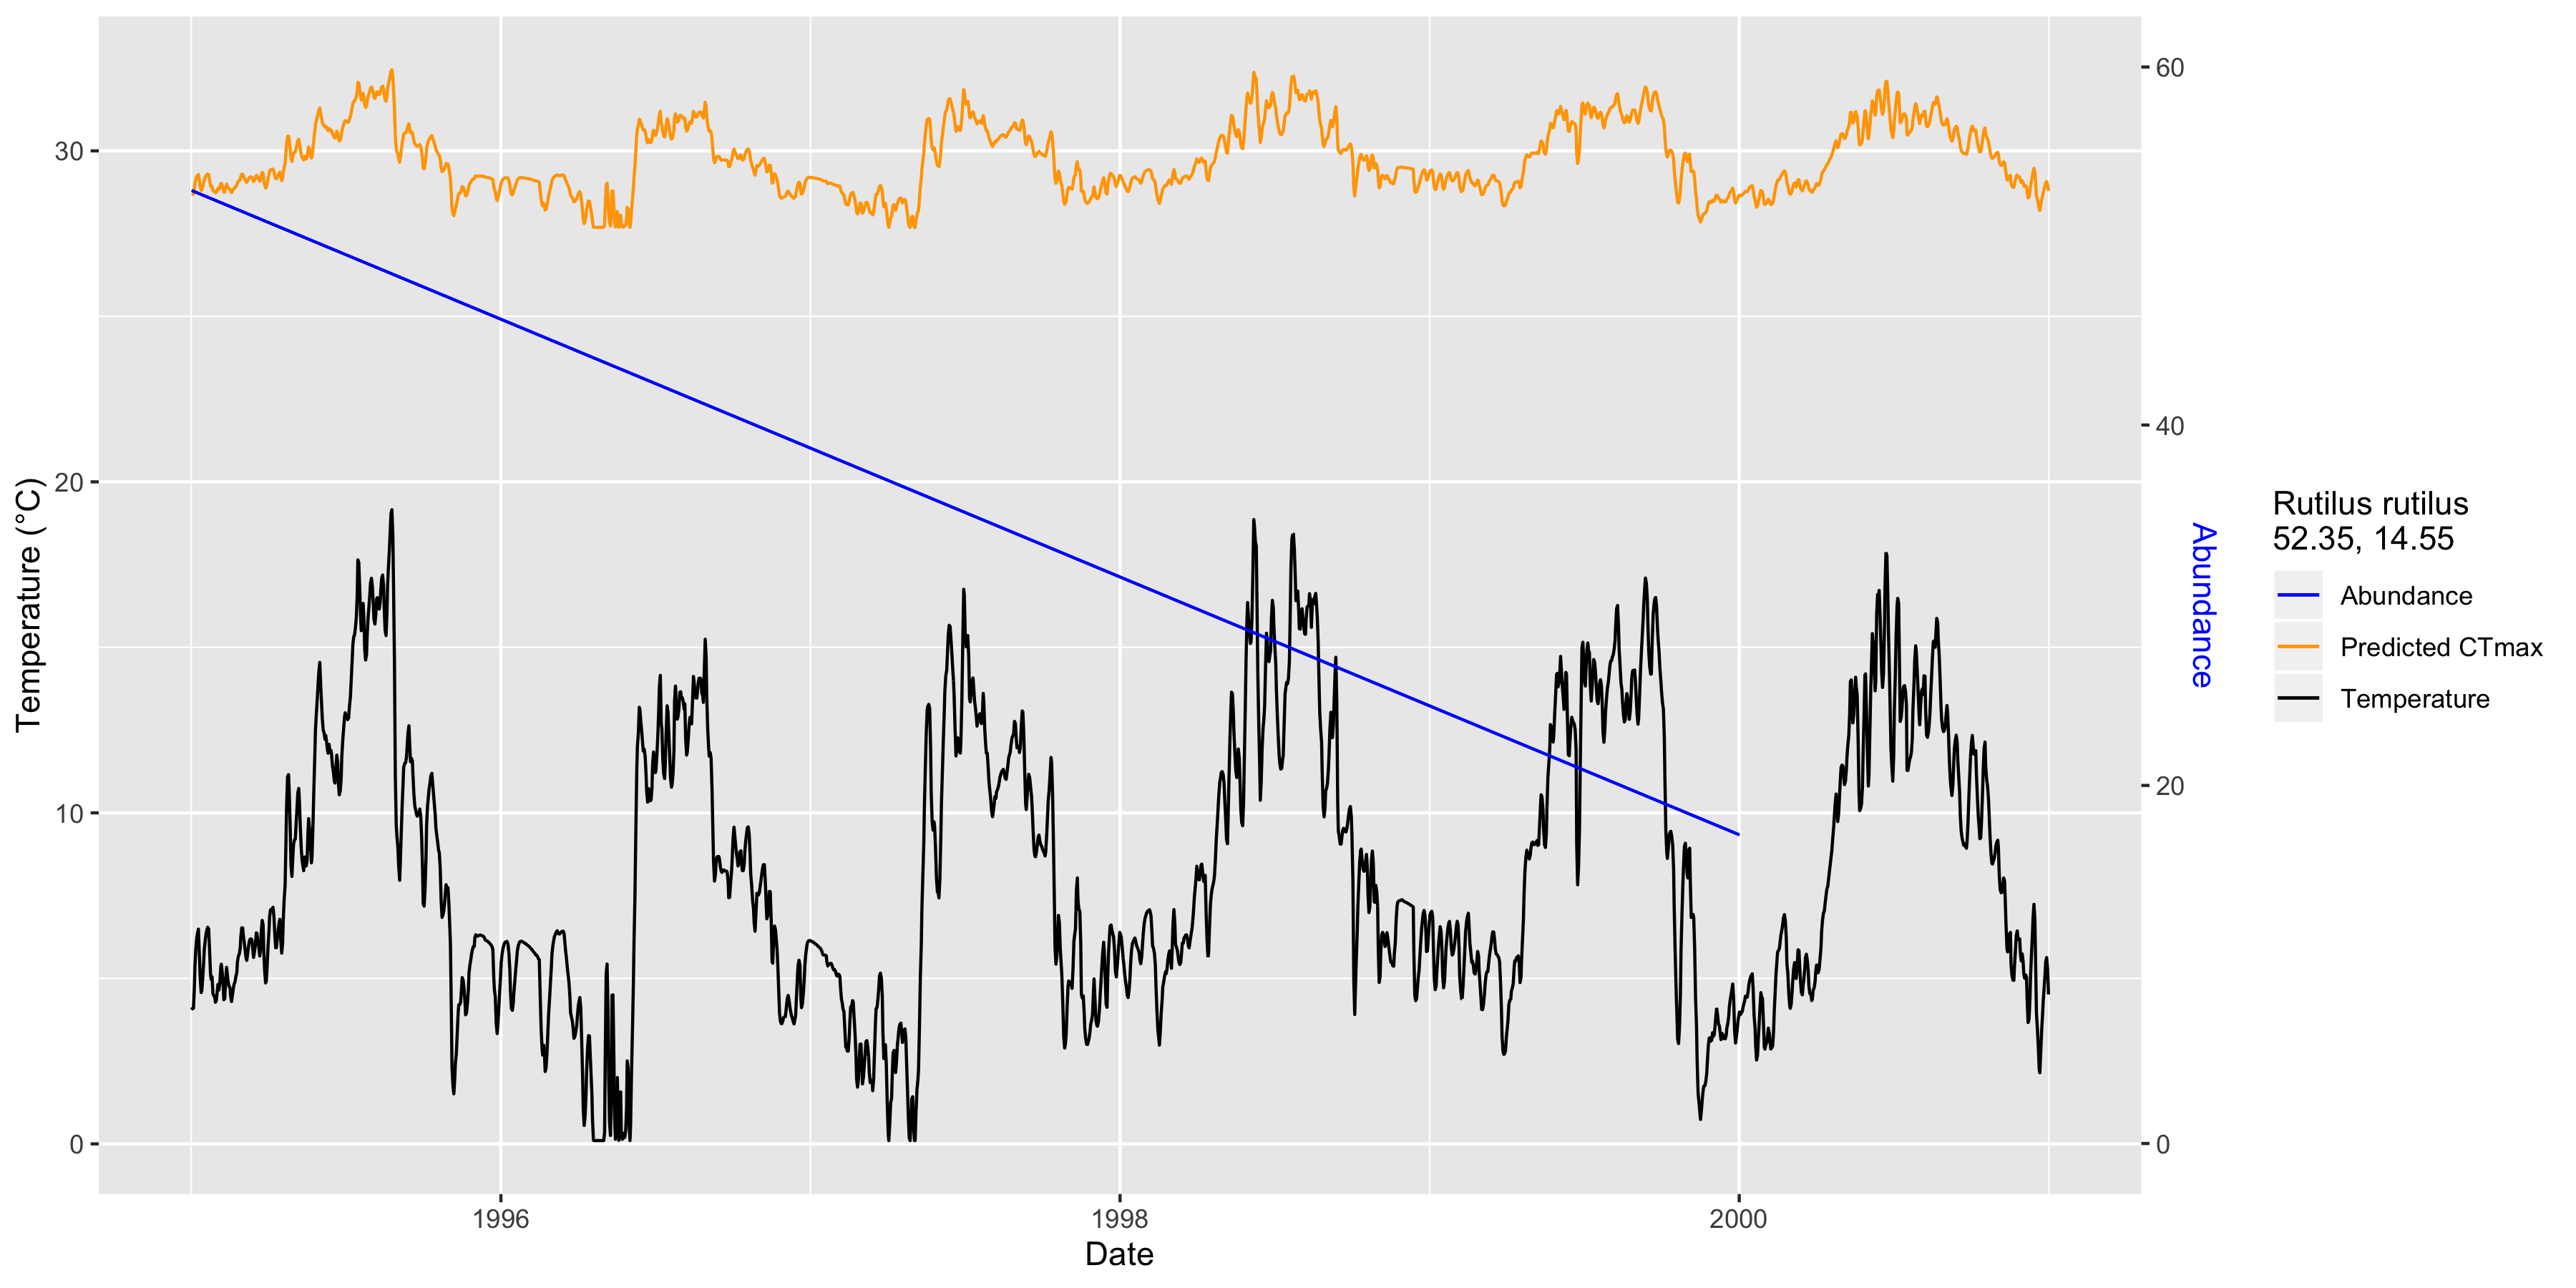 Temperature (°C)
30
20
10
0
60
40
20
0
Abundance
1996
1998
2000
Date
Rutilus rutilus
52.35, 14.55
Abundance
Predicted CTmax
Temperature